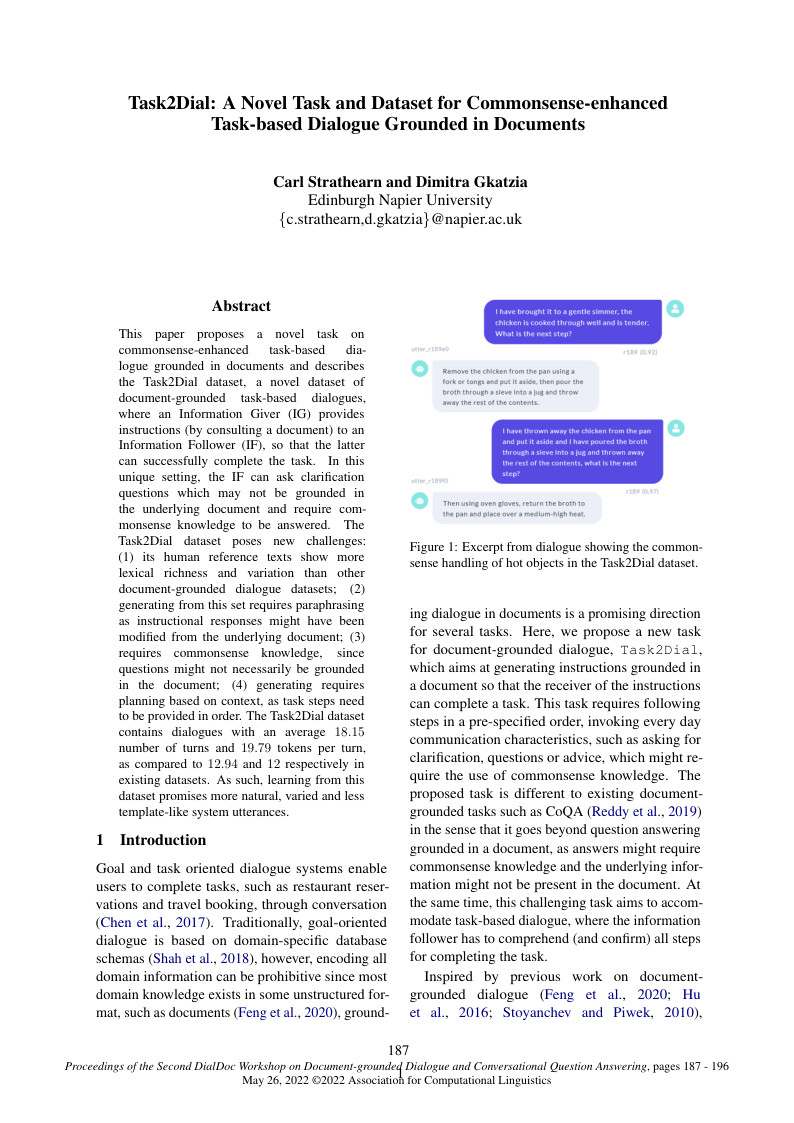 Task2Dial: A Novel Task and Dataset for Commonsense-enhanced
Task-based Dialogue Grounded in Documents
Carl Strathearn and Dimitra Gkatzia
Edinburgh Napier University
{c.strathearn,d.gkatzia}@napier.ac.uk
Abstract
This paper proposes a novel task on
commonsense-enhanced task-based dia-
logue grounded in documents and describes
the Task2Dial dataset, a novel dataset of
document-grounded task-based dialogues,
where an Information Giver (IG) provides
instructions (by consulting a document) to an
Information Follower (IF), so that the latter
can successfully complete the task. In this
unique setting, the IF can ask clarification
questions which may not be grounded in
the underlying document and require com-
monsense knowledge to be answered. The
Task2Dial dataset poses new challenges:
(1) its human reference texts show more
lexical richness and variation than other
document-grounded dialogue datasets; (2)
generating from this set requires paraphrasing
as instructional responses might have been
modified from the underlying document; (3)
requires commonsense knowledge, since
questions might not necessarily be grounded
in the document; (4) generating requires
planning based on context, as task steps need
to be provided in order. The Task2Dial dataset
contains dialogues with an average 18.15
number of turns and 19.79 tokens per turn,
as compared to 12.94 and 12 respectively in
existing datasets. As such, learning from this
dataset promises more natural, varied and less
template-like system utterances.
1 Introduction
Goal and task oriented dialogue systems enable
users to complete tasks, such as restaurant reser-
vations and travel booking, through conversation
(Chen et al., 2017). Traditionally, goal-oriented
dialogue is based on domain-specific database
schemas (Shah et al., 2018), however, encoding all
domain information can be prohibitive since most
domain knowledge exists in some unstructured for-
mat, such as documents (Feng et al., 2020), ground-
I have brought it to a gentle simmer, the
chicken is cooked through well and is tender.
What is the next step?
utter_r189e0
r189 (0.92)
Remove the chicken from the pan using a
fork or tongs and put it aside, then pour the
broth through a sieve into a jug and throw
away the rest of the contents.
I have thrown away the chicken from the pan
and put it aside and I have poured the broth
through a sieve into a jug and thrown away
the rest of the contents, what is the next
step?
utter_r189f0
r189 (0.97)
Then using oven gloves, return the broth to
the pan and place over a medium-high heat.
Figure 1: Excerpt from dialogue showing the common-
sense handling of hot objects in the Task2Dial dataset.
ing dialogue in documents is a promising direction
for several tasks. Here, we propose a new task
for document-grounded dialogue, Task2Dial,
which aims at generating instructions grounded in
a document so that the receiver of the instructions
can complete a task. This task requires following
steps in a pre-specified order, invoking every day
communication characteristics, such as asking for
clarification, questions or advice, which might re-
quire the use of commonsense knowledge. The
proposed task is different to existing document-
grounded tasks such as CoQA (Reddy et al., 2019)
in the sense that it goes beyond question answering
grounded in a document, as answers might require
commonsense knowledge and the underlying infor-
mation might not be present in the document. At
the same time, this challenging task aims to accom-
modate task-based dialogue, where the information
follower has to comprehend (and confirm) all steps
for completing the task.
Inspired by previous work on document-
grounded dialogue (Feng et al., 2020; Hu
et al., 2016; Stoyanchev and Piwek, 2010),
187
Proceedings of the Second DialDoc Workshop on Document-grounded Dialogue and Conversational Question Answering, pages 187 - 196
May 26, 2022 ©2022 Association for Computational Linguistics
1